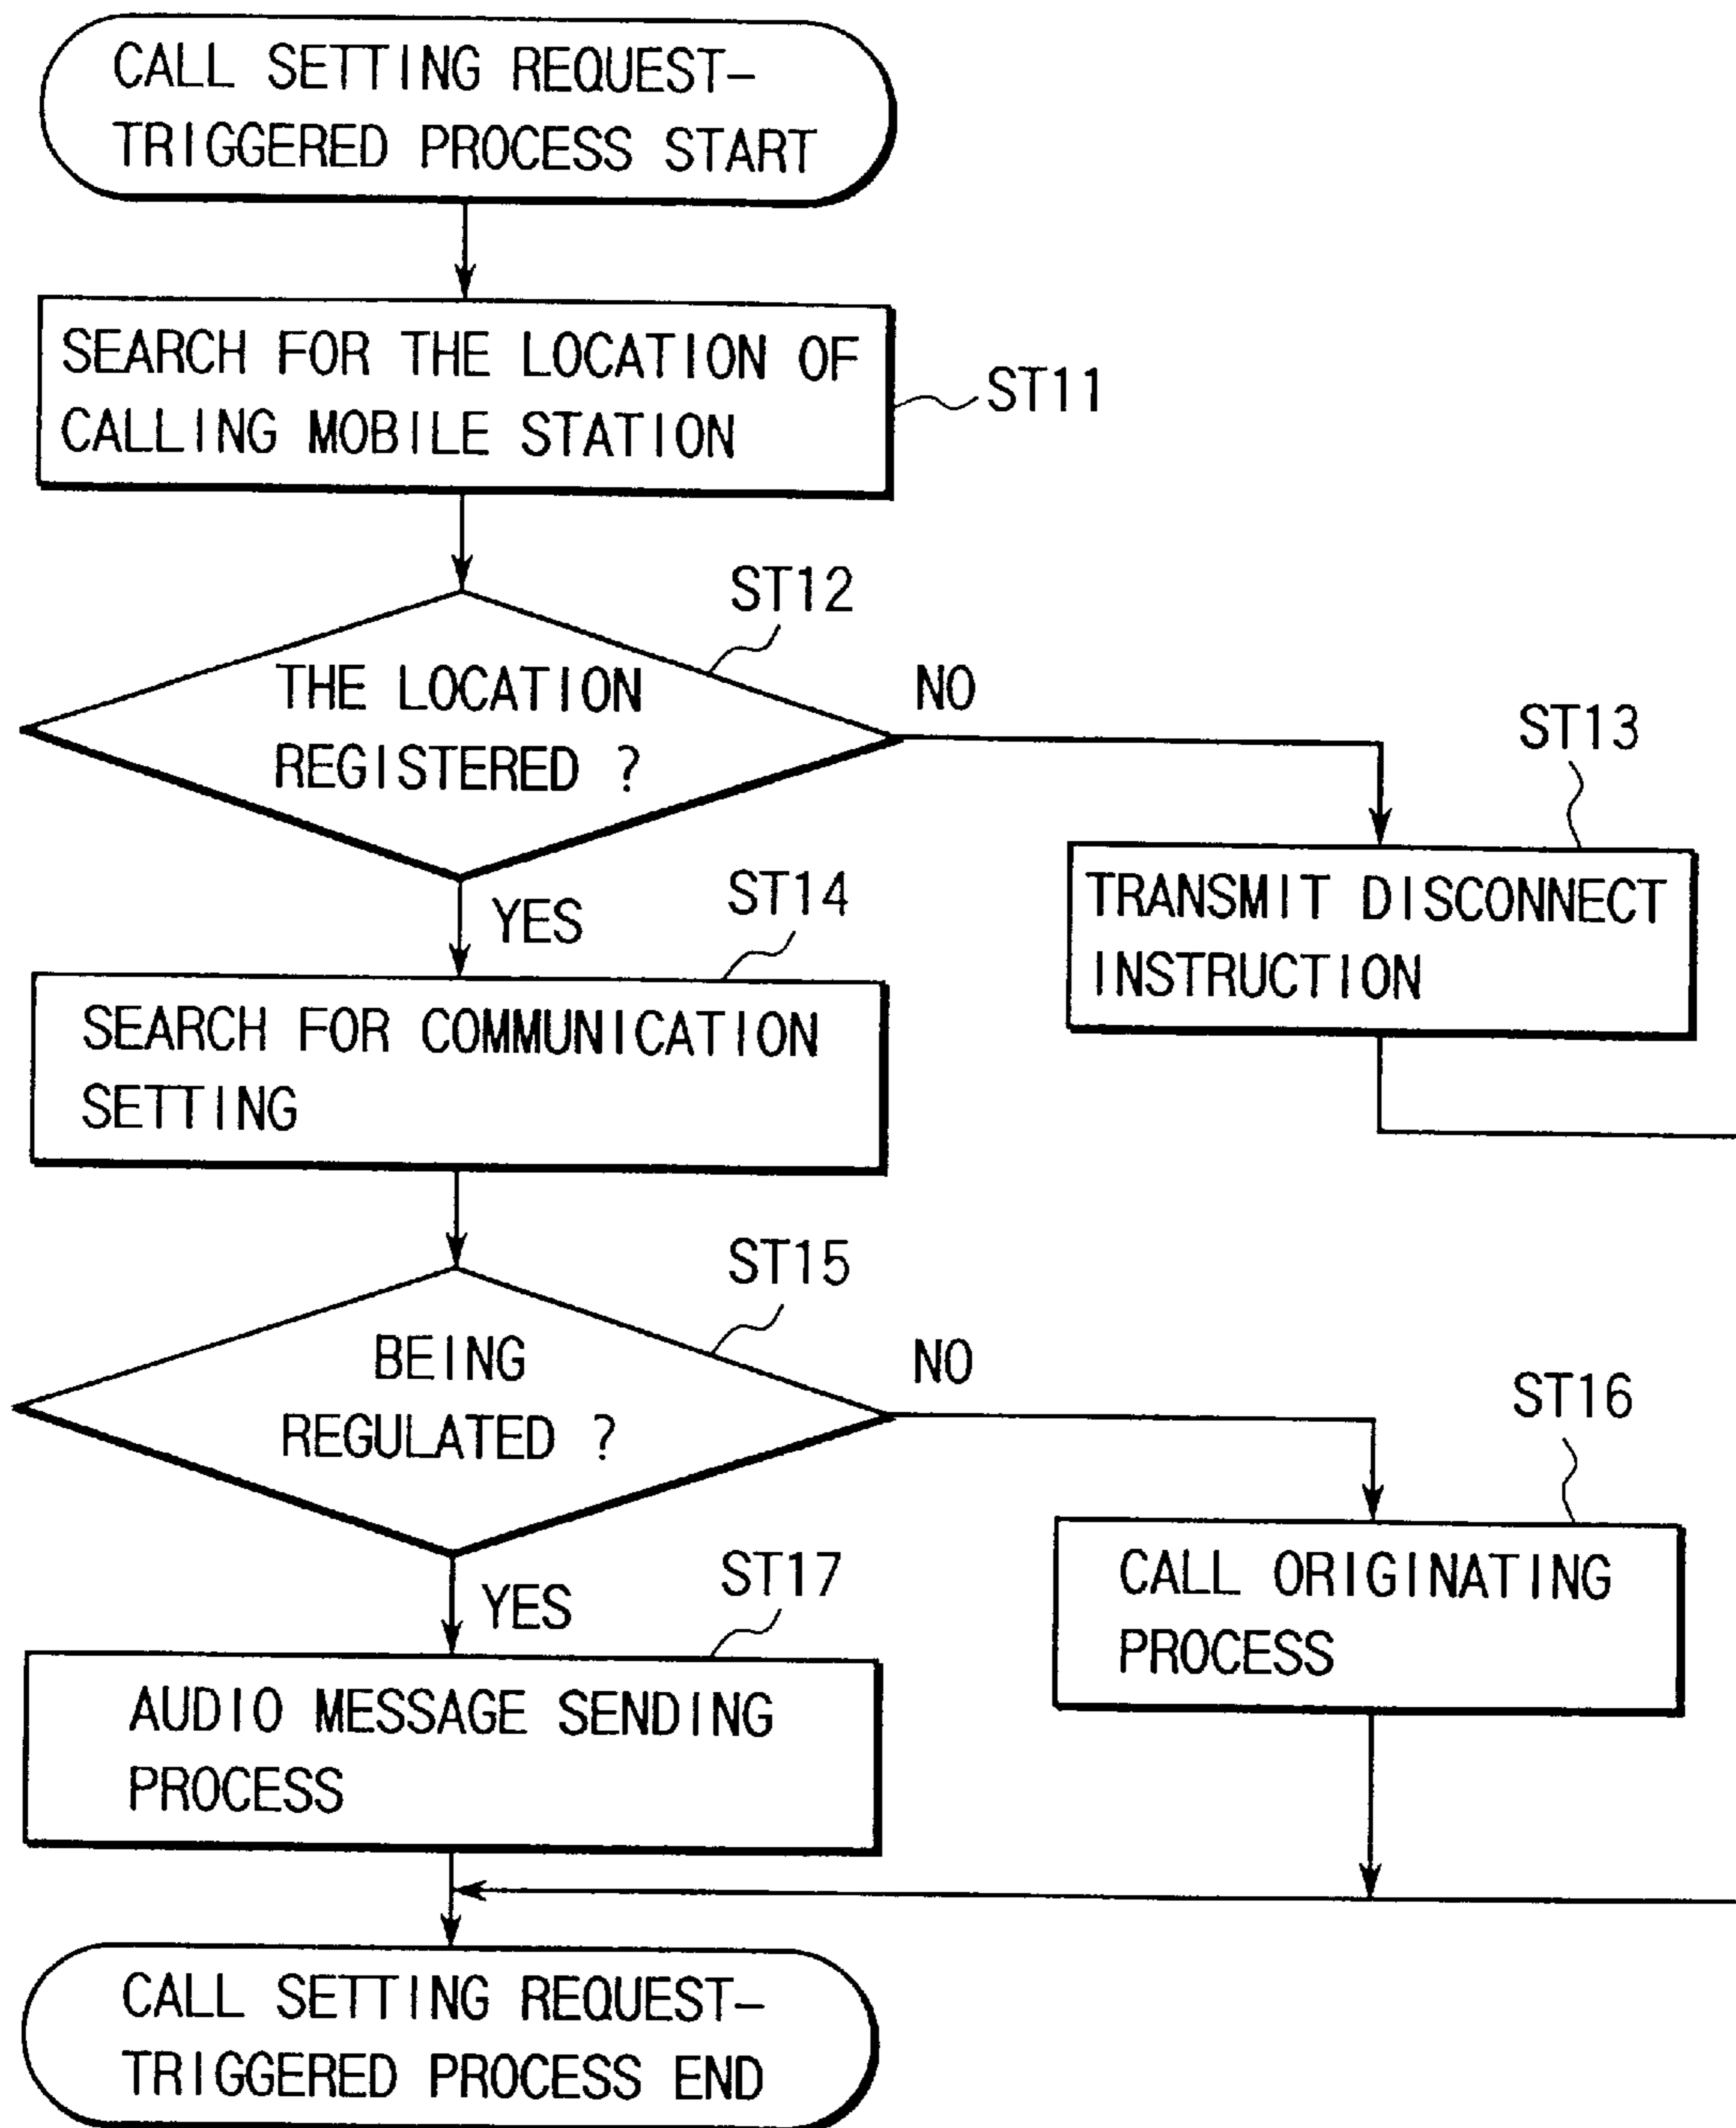 CALL SETTING REQUEST-
TRIGGERED PROCESS START
SEARCH FOR THE LOCATION OF
CALLING MOBILE STATION
ST11
ST12
THE LOCATION
REGISTERED ?
NO
ST13
TRANSMIT DISCONNECT
INSTRUCTION
YES
ST14
SEARCH FOR COMMUNICATION
SETTING
ST15
BEING
REGULATED ?
NO
ST16
CALL ORIGINATING
PROCESS
YES
ST17
AUDIO MESSAGE SENDING
PROCESS
CALL SETTING REQUEST-
TRIGGERED PROCESS END